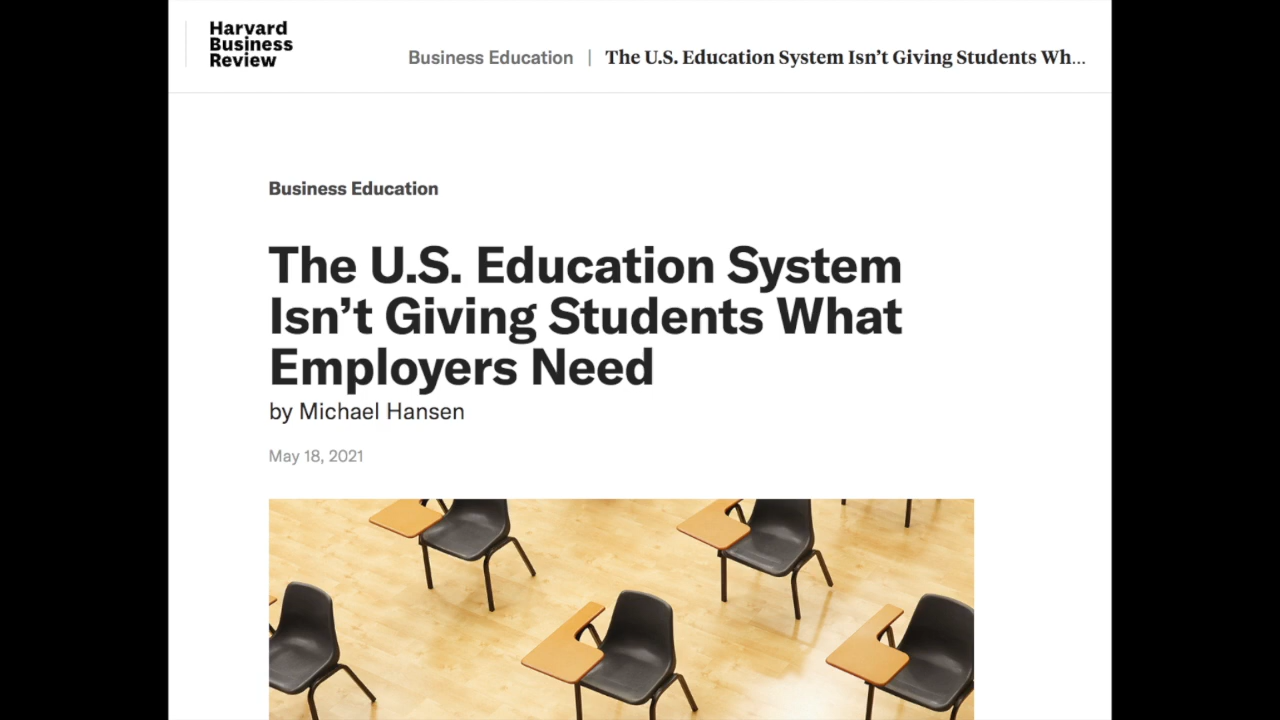 Harvard
Business
Review
Business Education | The U.S. Education System Isn’t Giving Students Wh...
Business Education
The U.S. Education System
Isn’t Giving Students What
Employers Need
by Michael Hansen
May 18, 2021